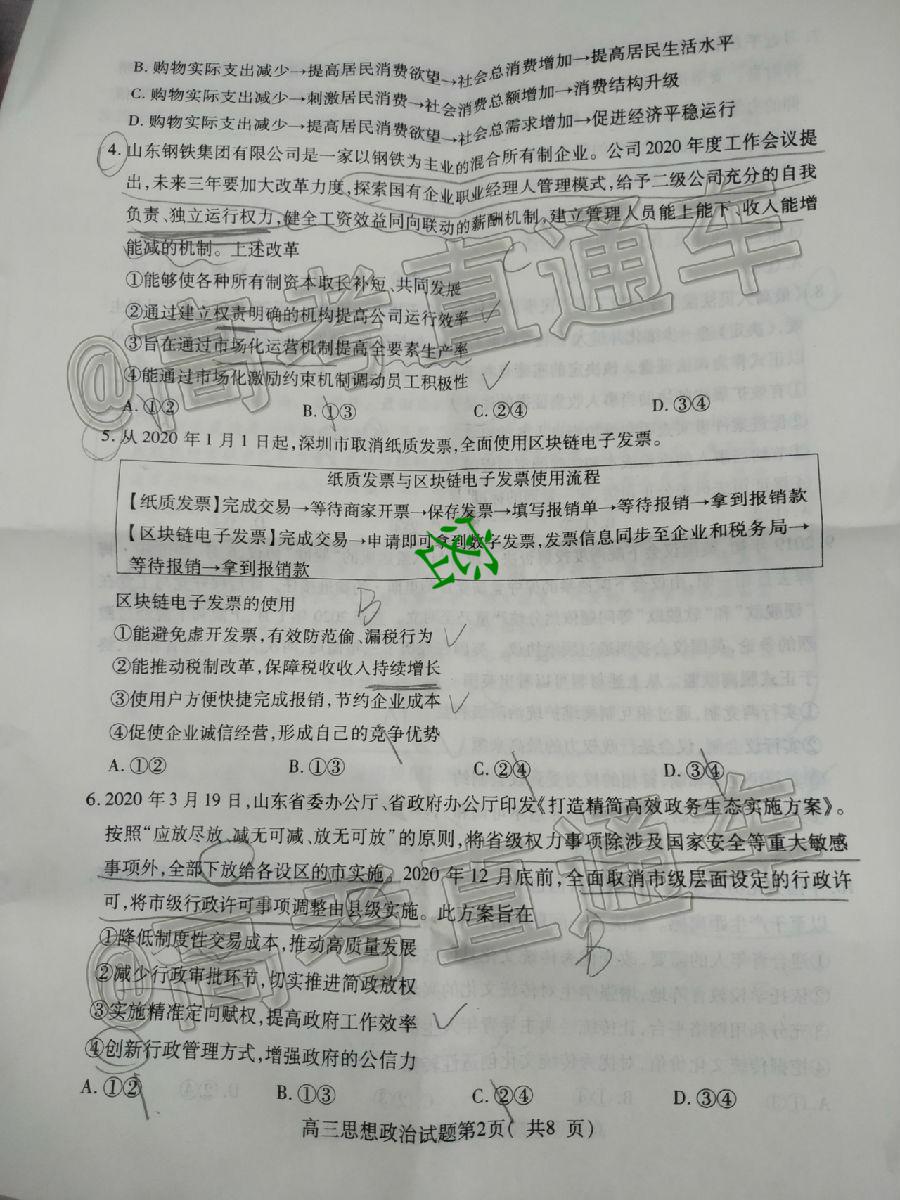 B. 购物实际支出减少→提高居民消费欲望→社会总消费增加→提高居民生活水平
C. 购物实际支出减少→刺激居民消费→社会消费总额增加→消费结构升级
D. 购物实际支出减少→提高居民消费欲望→社会总需求增加→促进经济平稳运行
4. 山东钢铁集团有限公司是一家以钢铁为主业的混合所有制企业。公司2020年度工作会议提
出,未来三年要加大改革力度,探索国有企业职业经理人管理模式,给予二级公司充分的自我
负责、独立运行权力,健全工资效益同向联动的薪酬机制,建立管理人员能上能下、收入能增
能减的机制。上述改革
①能够使各种所有制资本取长补短、共同发展
②通过建立权责明确的机构提高公司运行效率
③旨在通过市场化运营机制提高全要素生产率
④能通过市场化激励约束机制调动员工积极性
A. ①② B. ①③ C. ②④ D. ③④
5. 从2020年1月1日起,深圳市取消纸质发票,全面使用区块链电子发票。
纸质发票与区块链电子发票使用流程
【纸质发票】完成交易→等待商家开票→保存发票→填写报销单→等待报销→拿到报销款
【区块链电子发票】完成交易→申请即可拿到数字发票,发票信息同步至企业和税务局→
等待报销→拿到报销款
区块链电子发票的使用 B
①能避免虚开发票,有效防范偷、漏税行为
②能推动税制改革,保障税收收入持续增长
③使用户方便快捷完成报销,节约企业成本
④促使企业诚信经营,形成自己的竞争优势
A. ①② B. ①③ C. ②④ D. ③④
6. 2020年3月19日,山东省委办公厅、省政府办公厅印发《打造精简高效政务生态实施方案》。
按照“应放尽放、减无可减、放无可放”的原则,将省级权力事项除涉及国家安全等重大敏感
事项外,全部下放给各设区的市实施。2020年12月底前,全面取消市级层面设定的行政许
可,将市级行政许可事项调整由县级实施。此方案旨在
B
①降低制度性交易成本,推动高质量发展
②减少行政审批环节,切实推进简政放权
③实施精准定向赋权,提高政府工作效率
④创新行政管理方式,增强政府的公信力
A. ①② B. ①③ C. ②④ D. ③④
高三思想政治试题第2页( 共8 页)
@高考直通车
@高考直通车